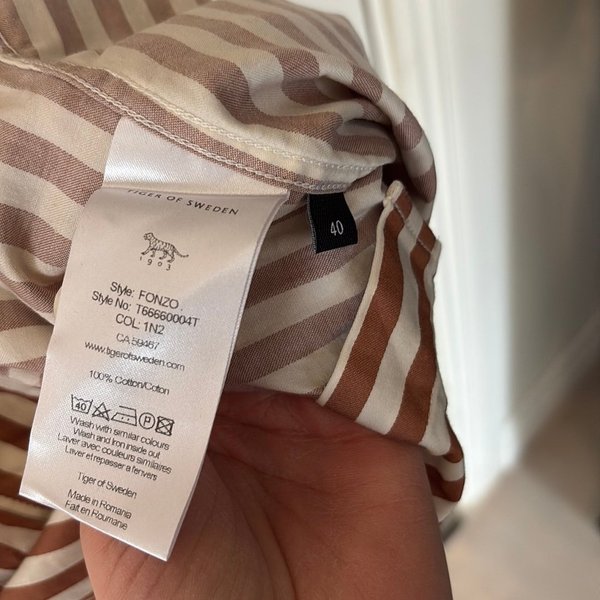 TIGER OF SWEDEN
1903
40
Style: FONZO
Style No: T66660004T
COL: 1N2
CA 59467
www.tigerofsweden.com
100% Cotton/Coton
40
Wash with similar colours
Wash and Iron inside out
Laver avec couleurs similaires
Laver et repasser a l'envers
Tiger of Sweden
Made in Romania
Fait en Roumanie